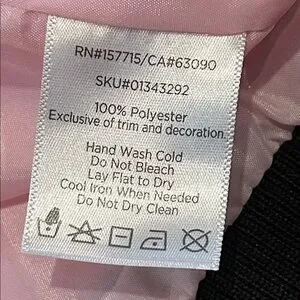 RN#157715/CA#63090
SKU#01343292
100% Polyester
Exclusive of trim and decoration
Hand Wash Cold
Do Not Bleach
Lay Flat to Dry
Cool Iron When Needed
Do Not Dry Clean